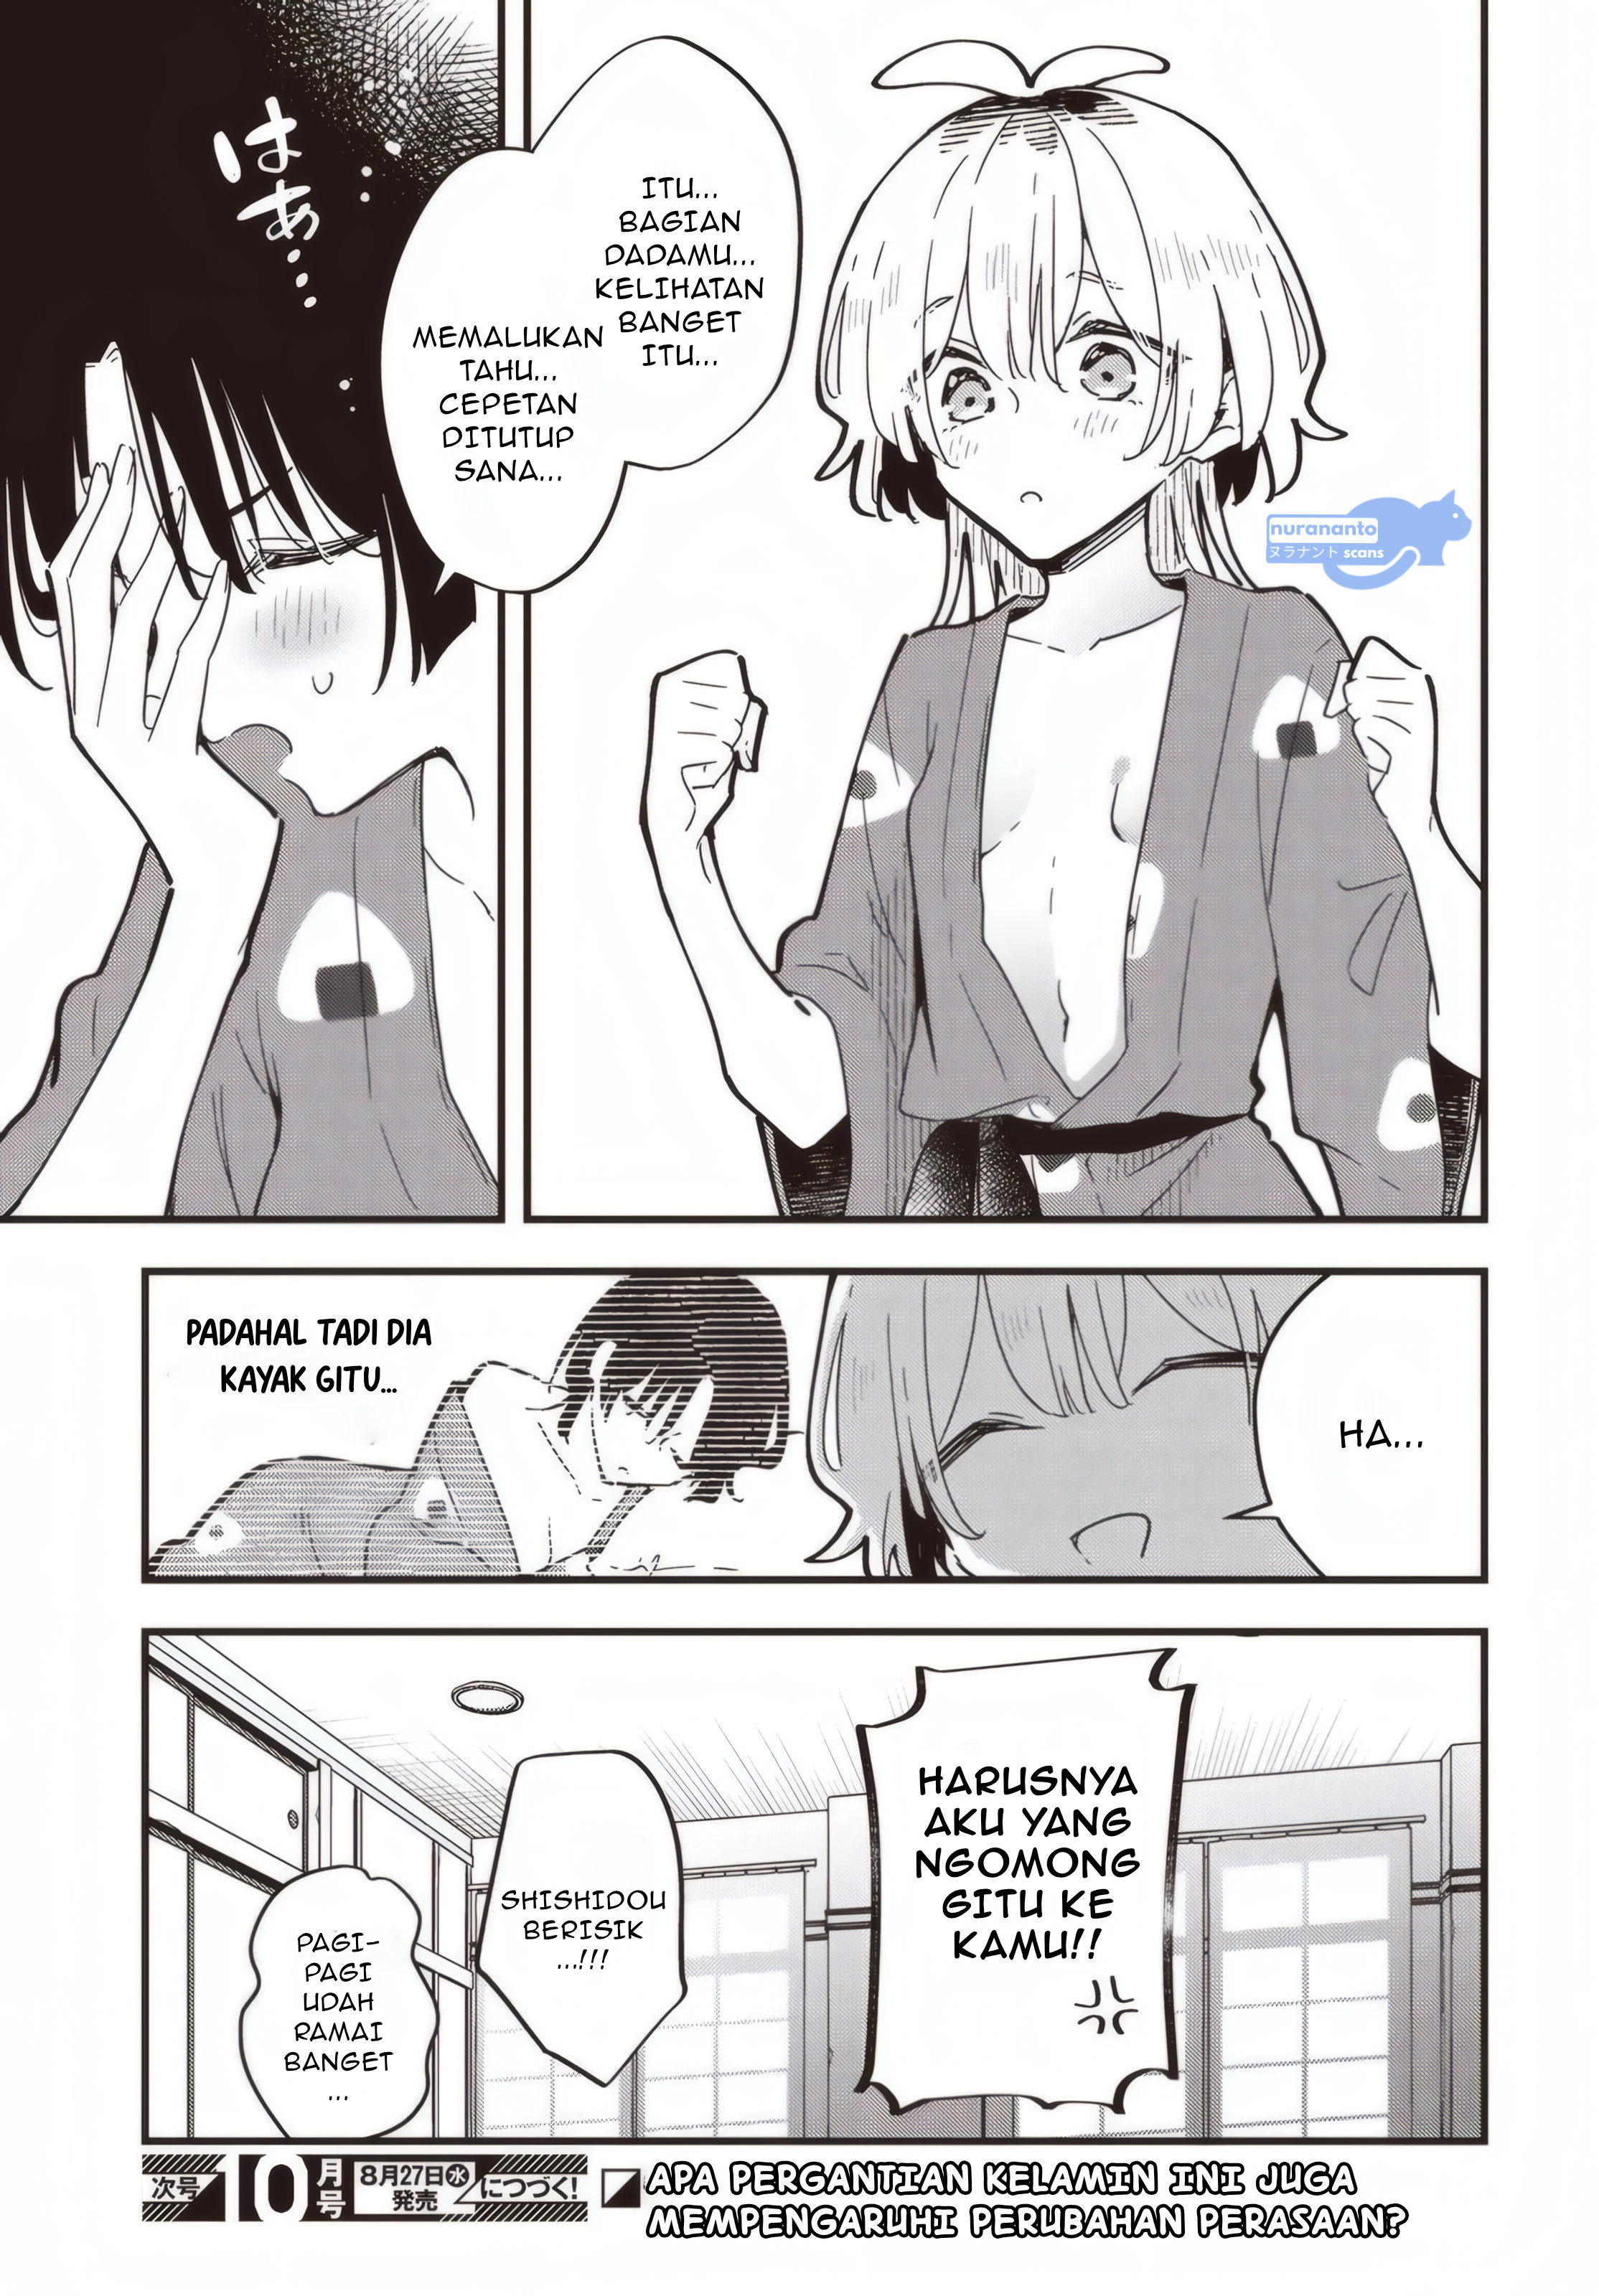 ITU...
BAGIAN
DADAMU...
KELIHATAN
BANGET
ITU...
MEMALUKAN
TAHU...
CEPETAN
DITUTUP
SANA...
はあ…
nurananto
ヌラナント scans
HA...
PADAHAL TADI DIA
KAYAK GITU...
HARUSNYA
AKU YANG
NGOMONG
GITU KE
KAMU!!
SHISHIDOU
BERISIK
...!!!
PAGI-
PAGI
UDAH
RAMAI
BANGET
...
次号 10月号 8月27日(水)発売 につづく!
APA PERGANTIAN KELAMIN INI JUGA
MEMPENGARUHI PERUBAHAN PERASAAN?